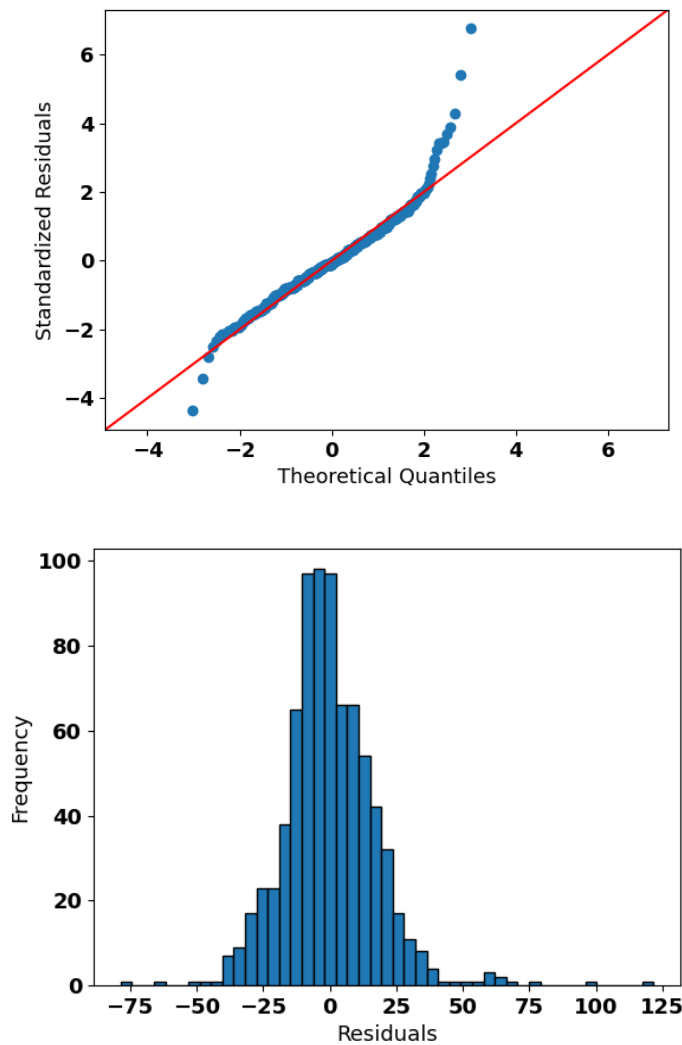 6
4
2
0
−2
−4
Standardized Residuals
−4 −2 0 2 4 6
Theoretical Quantiles
100
80
60
40
20
0
Frequency
−75 −50 −25 0 25 50 75 100 125
Residuals